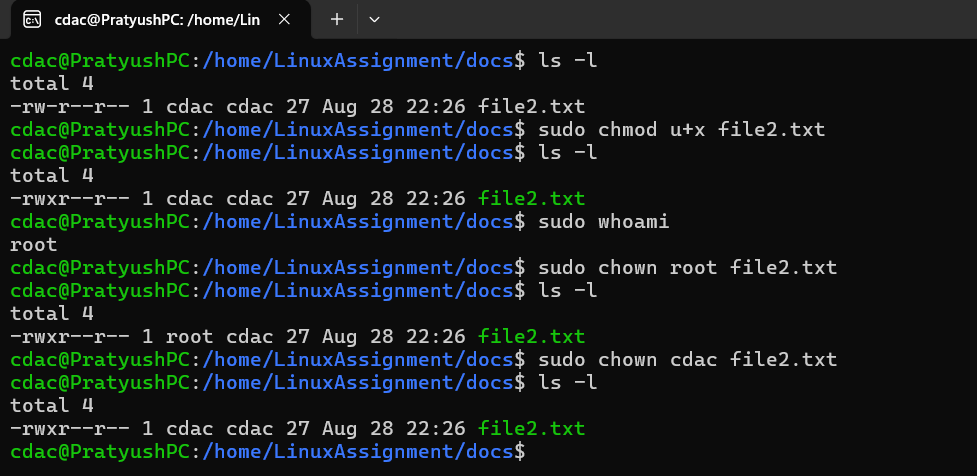 cdac@PratyushPC: /home/Lin
cdac@PratyushPC:/home/LinuxAssignment/docs$ ls -l
total 4
-rw-r--r-- 1 cdac cdac 27 Aug 28 22:26 file2.txt
cdac@PratyushPC:/home/LinuxAssignment/docs$ sudo chmod u+x file2.txt
cdac@PratyushPC:/home/LinuxAssignment/docs$ ls -l
total 4
-rwxr--r-- 1 cdac cdac 27 Aug 28 22:26 file2.txt
cdac@PratyushPC:/home/LinuxAssignment/docs$ sudo whoami
root
cdac@PratyushPC:/home/LinuxAssignment/docs$ sudo chown root file2.txt
cdac@PratyushPC:/home/LinuxAssignment/docs$ ls -l
total 4
-rwxr--r-- 1 root cdac 27 Aug 28 22:26 file2.txt
cdac@PratyushPC:/home/LinuxAssignment/docs$ sudo chown cdac file2.txt
cdac@PratyushPC:/home/LinuxAssignment/docs$ ls -l
total 4
-rwxr--r-- 1 cdac cdac 27 Aug 28 22:26 file2.txt
cdac@PratyushPC:/home/LinuxAssignment/docs$